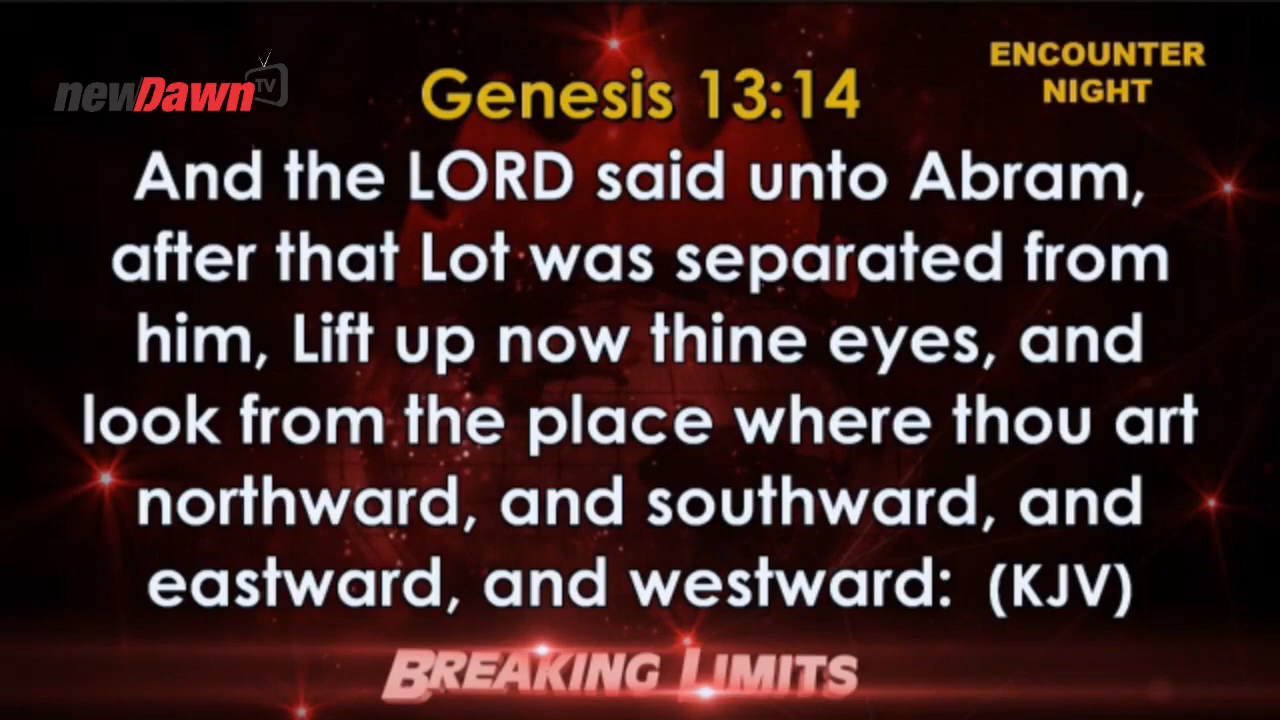 newDawn TV
ENCOUNTER
NIGHT
Genesis 13:14
And the LORD said unto Abram,
after that Lot was separated from
him, Lift up now thine eyes, and
look from the place where thou art
northward, and southward, and
eastward, and westward: (KJV)
BREAKING LIMITS